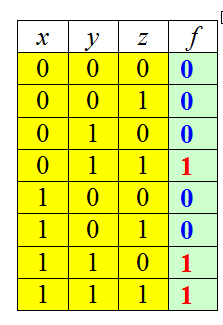 x y z f
0 0 0 0
0 0 1 0
0 1 0 0
0 1 1 1
1 0 0 0
1 0 1 0
1 1 0 1
1 1 1 1